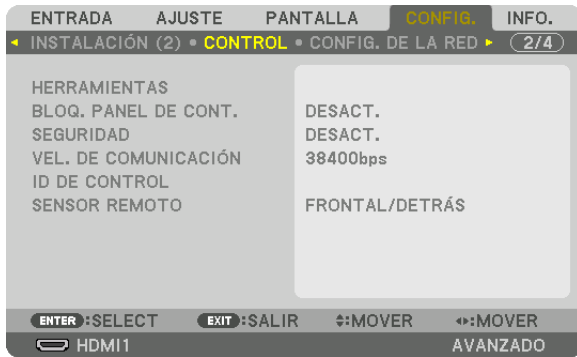 ENTRADA AJUSTE PANTALLA CONFIG. INFO.
INSTALACIÓN (2) • CONTROL • CONFIG. DE LA RED 2/4
HERRAMIENTAS
BLOQ. PANEL DE CONT. DESACT.
SEGURIDAD DESACT.
VEL. DE COMUNICACIÓN 38400bps
ID DE CONTROL
SENSOR REMOTO FRONTAL/DETRÁS
ENTER :SELECT EXIT :SALIR :MOVER :MOVER
HDMI1 AVANZADO